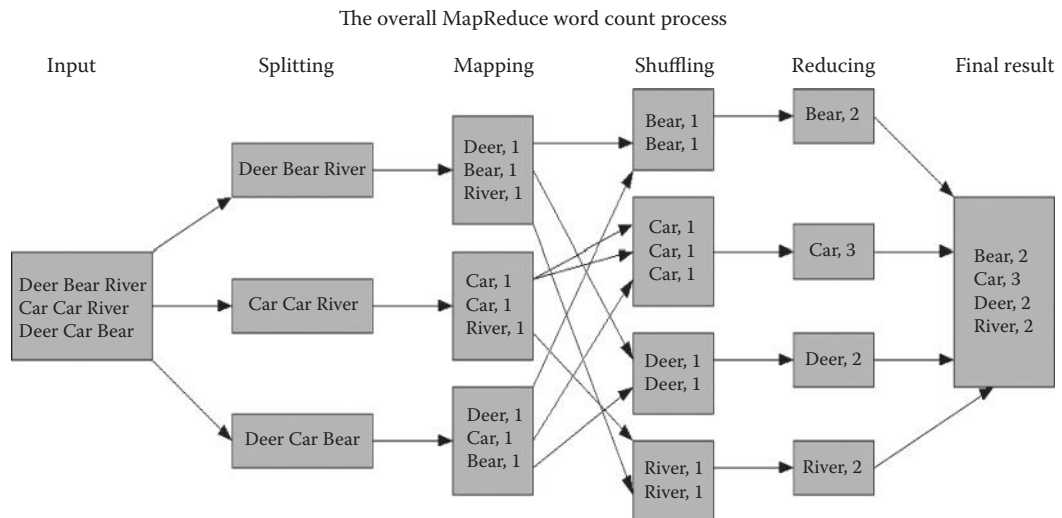 The overall MapReduce word count process
Input
Splitting
Mapping
Shuffling
Reducing
Final result
Deer Bear River
Car Car River
Deer Car Bear
Deer Bear River
Car Car River
Deer Car Bear
Deer, 1
Bear, 1
River, 1
Car, 1
Car, 1
River, 1
Deer, 1
Car, 1
Bear, 1
Bear, 1
Bear, 1
Car, 1
Car, 1
Car, 1
Deer, 1
Deer, 1
River, 1
River, 1
Bear, 2
Car, 3
Deer, 2
River, 2
Bear, 2
Car, 3
Deer, 2
River, 2